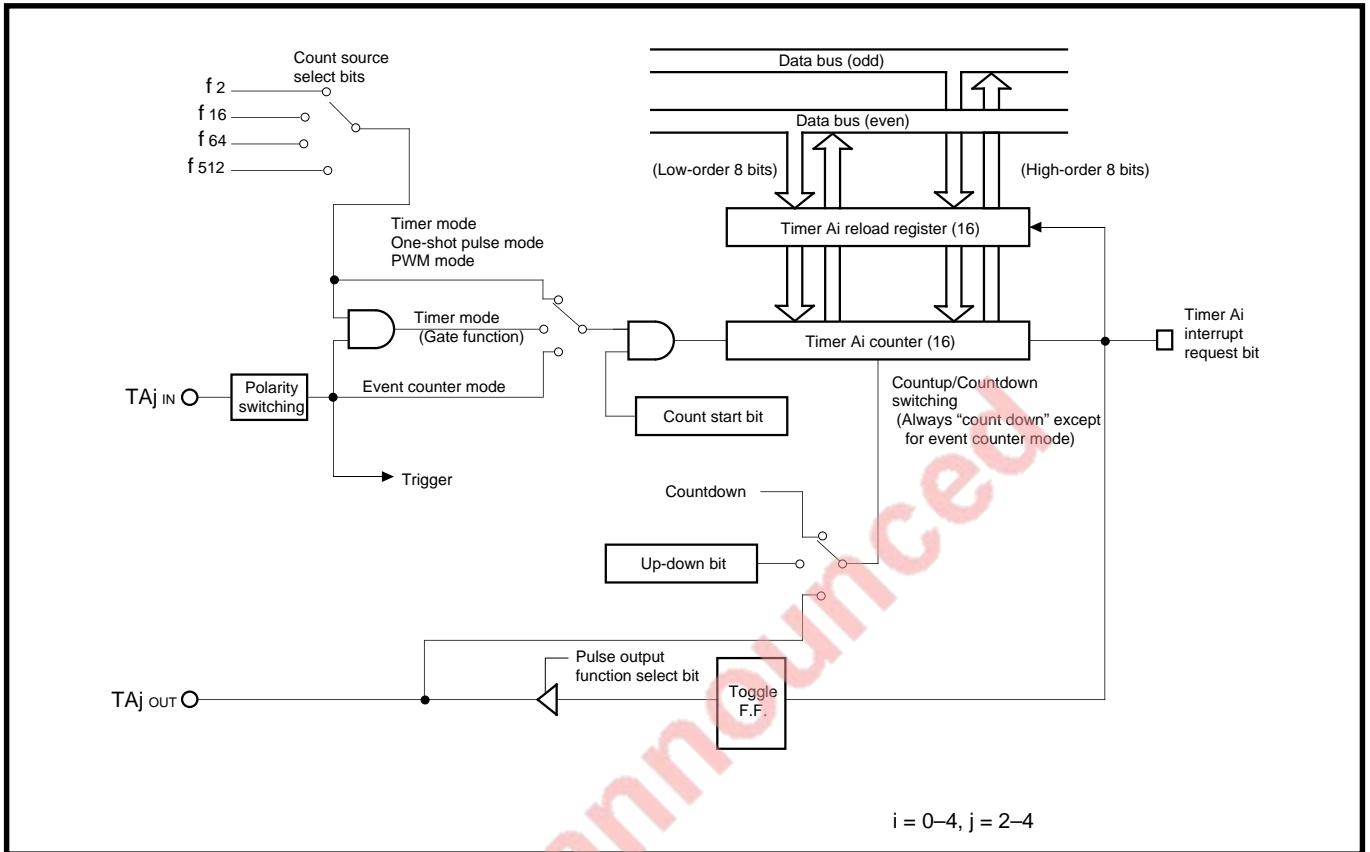 Count source
select bits
f 2
f 16
f 64
f 512
Data bus (odd)
Data bus (even)
(Low-order 8 bits)
(High-order 8 bits)
Timer Ai reload register (16)
Timer mode
One-shot pulse mode
PWM mode
Timer mode
(Gate function)
Timer Ai counter (16)
Timer Ai
interrupt
request bit
TAj IN
Polarity
switching
Event counter mode
Count start bit
Countup/Countdown
switching
(Always “count down” except
for event counter mode)
Trigger
Countdown
Up-down bit
Pulse output
function select bit
Toggle
F.F.
TAj OUT
i = 0–4, j = 2–4
announced